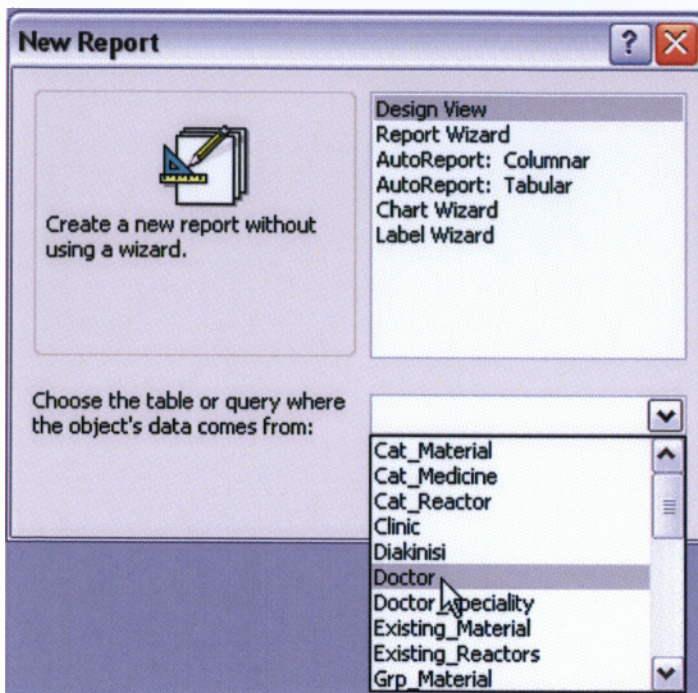 New Report
?
Design View
Report Wizard
AutoReport: Columnar
AutoReport: Tabular
Chart Wizard
Label Wizard
Create a new report without
using a wizard.
Choose the table or query where
the object's data comes from:
Cat_Material
Cat_Medicine
Cat_Reactor
Clinic
Diakinisi
Doctor
Doctor_Speciality
Existing_Material
Existing_Reactors
Grp_Material